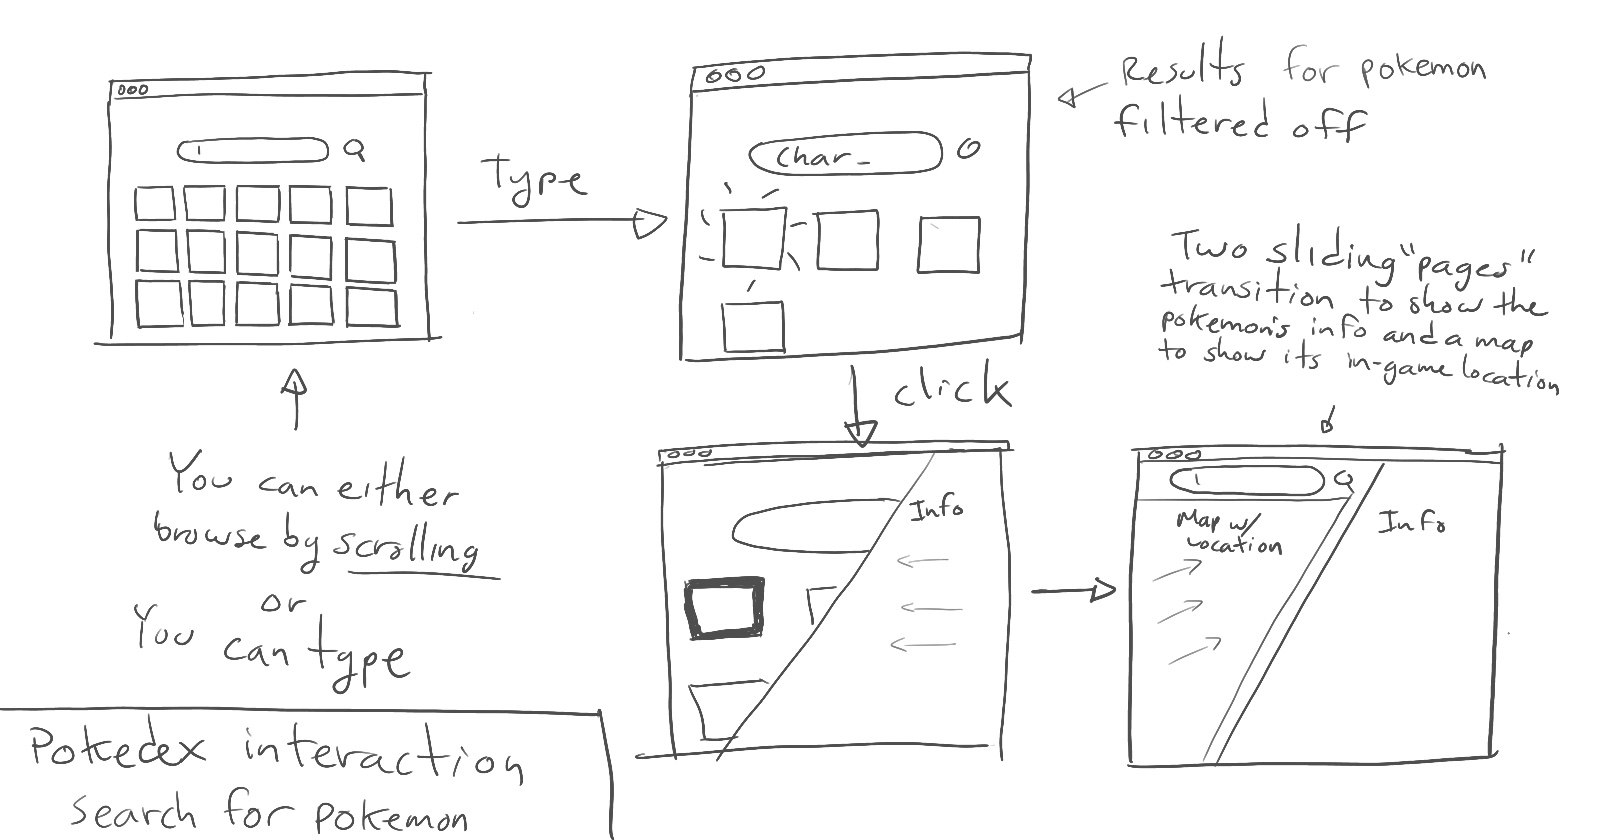 Type
char_
Results for pokemon
filtered off
Two sliding "pages"
transition to show the
pokemon's info and a map
to show its in-game location
click
You can either
browse by scrolling
or
You can type
Info
Map w/
Location
Info
Pokedex interaction
search for pokemon